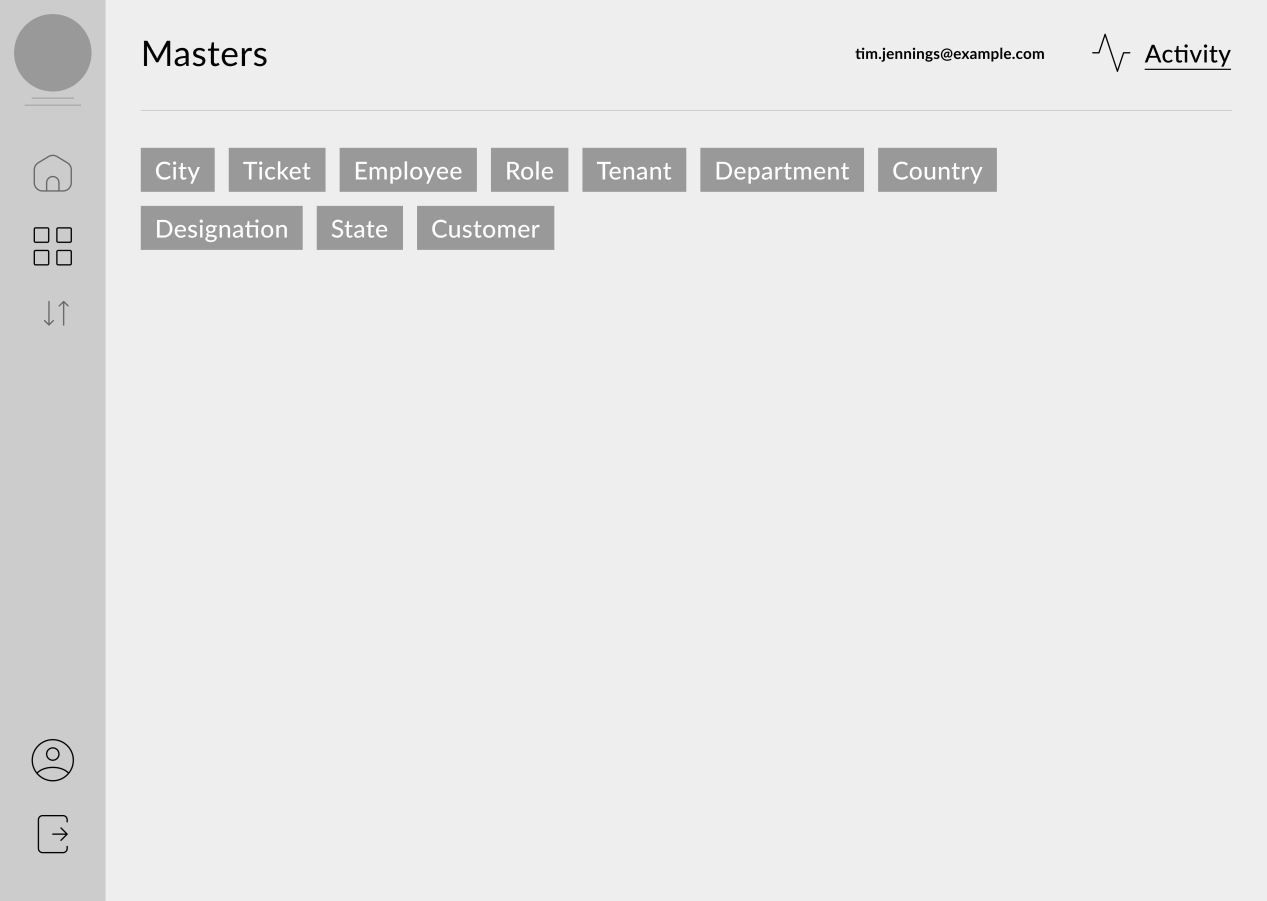 Masters
tim.jennings@example.com
Activity
City Ticket Employee Role Tenant Department Country
Designation State Customer